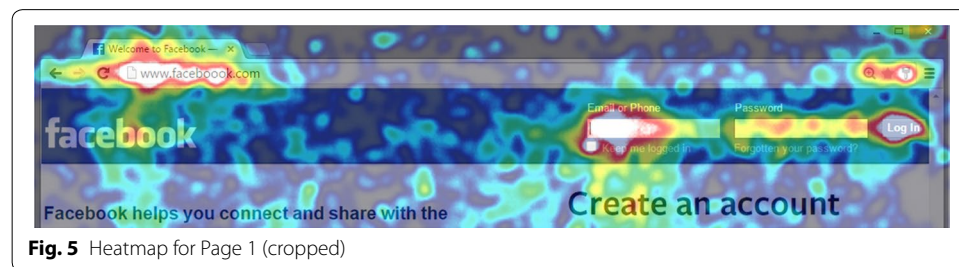 Welcome to Facebook —
www.faceboook.com
Email or Phone
Password
facebook
Log In
Keep me logged in
Forgotten your password?
Create an account
Facebook helps you connect and share with the
Fig. 5 Heatmap for Page 1 (cropped)